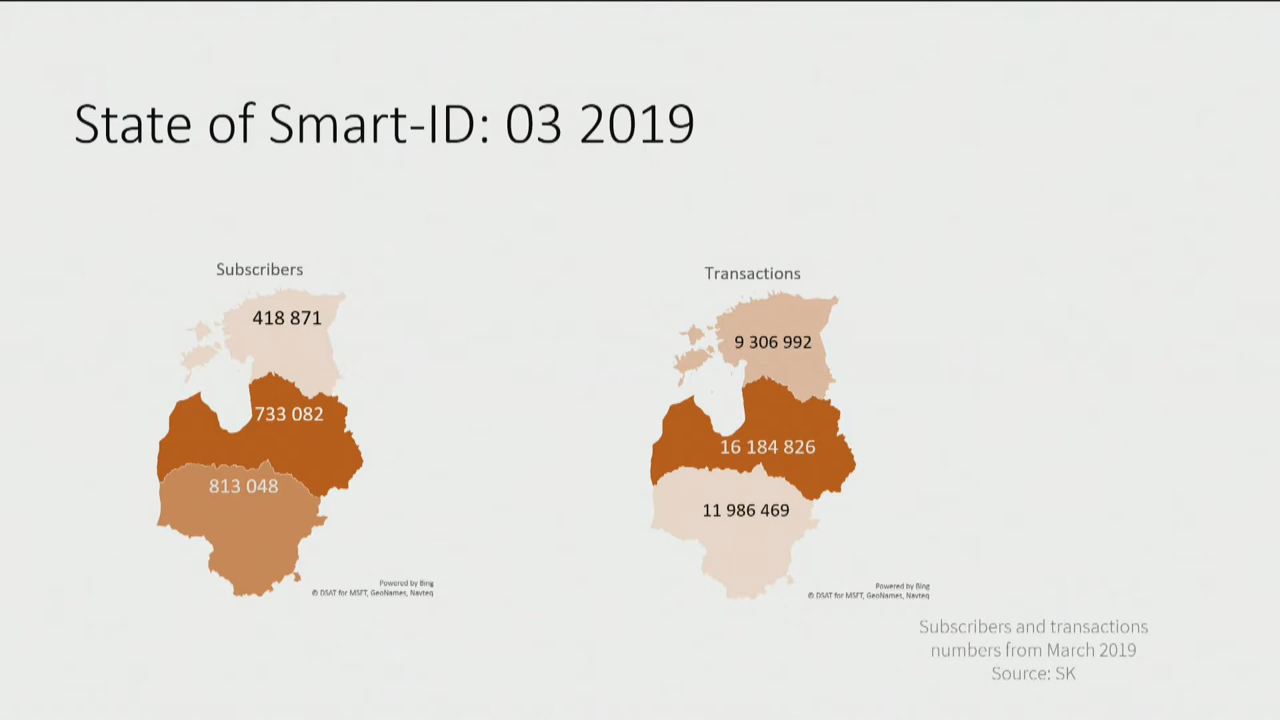 State of Smart-ID: 03 2019
Subscribers
418 871
733 082
813 048
Powered by Bing
© DSAT for MSFT, GeoNames, Navteq
Transactions
9 306 992
16 184 826
11 986 469
Powered by Bing
© DSAT for MSFT, GeoNames, Navteq
Subscribers and transactions
numbers from March 2019
Source: SK